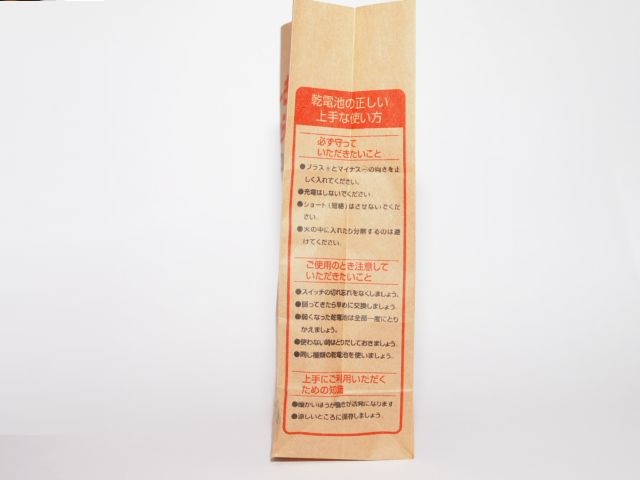 乾電池の正しい
上手な使い方
必ず守って
いただきたいこと
●プラス⊕とマイナス⊖の向きを正
しく入れてください。
●充電はしないでください。
●ショート(短絡)はさせないでくだ
さい。
●火の中に入れたり分解するのは避
けてください。
ご使用のとき注意して
いただきたいこと
●スイッチの切れ忘れをなくしましょう。
●弱ってきたら早めに交換しましょう
●弱くなった乾電池は全部一度にとり
かえましょう。
●使わない時はとりだしておきましょう
●同じ種類の乾電池を使いましょう
上手にご利用いただく
ための知識
●暖かいほうが働きが活発になります
●涼しいところに保存しましょう